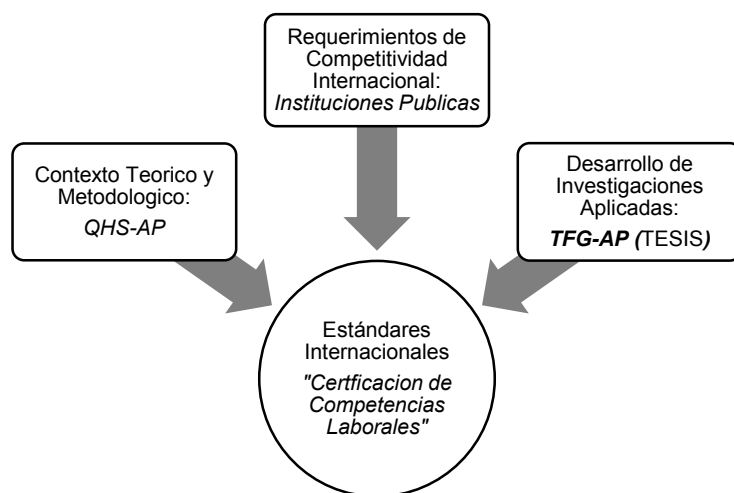 Requerimientos de
Competitividad
Internacional:
Instituciones Publicas
Contexto Teorico y
Metodologico:
QHS-AP
Desarrollo de
Investigaciones
Aplicadas:
TFG-AP (TESIS)
Estándares
Internacionales
"Certficacion de
Competencias
Laborales"